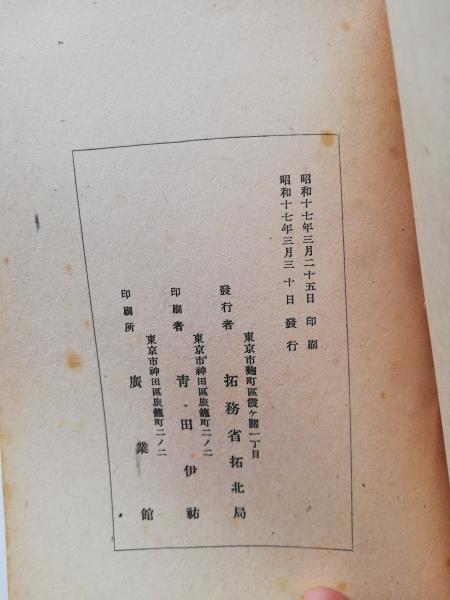 昭和十七年三月二十五日 印刷
昭和十七年三月三十日 發行
東京市麴町區霞ケ關一丁目
發行者 拓務省拓北局
東京市神田區旅籠町二ノ二
印刷者 靑田伊祐
東京市神田區旅籠町二ノ二
印刷所 廣業館